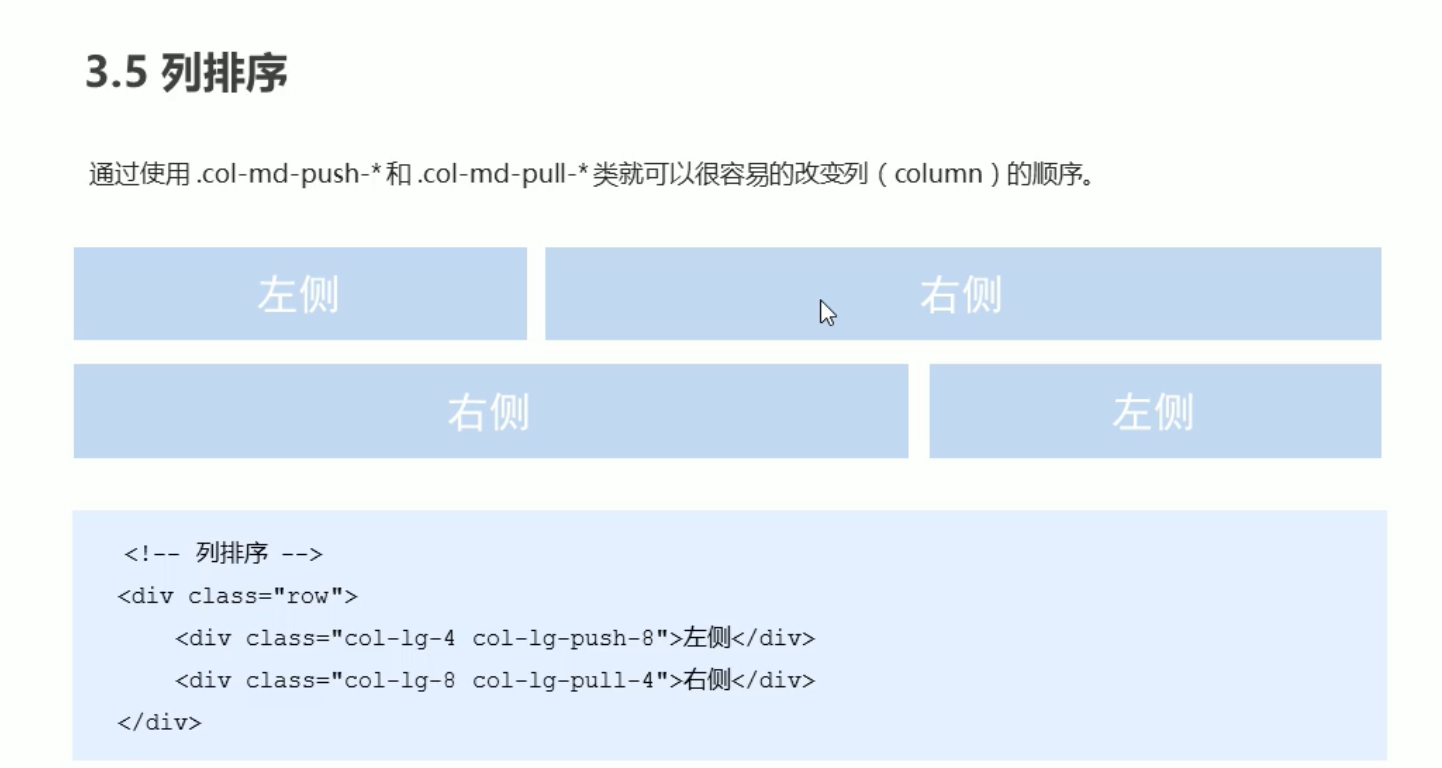 3.5 列排序
通过使用 .col-md-push-* 和 .col-md-pull-* 类就可以很容易的改变列（column）的顺序。
左侧 右侧
右侧 左侧
<!-- 列排序 -->
<div class="row">
    <div class="col-lg-4 col-lg-push-8">左侧</div>
    <div class="col-lg-8 col-lg-pull-4">右侧</div>
</div>